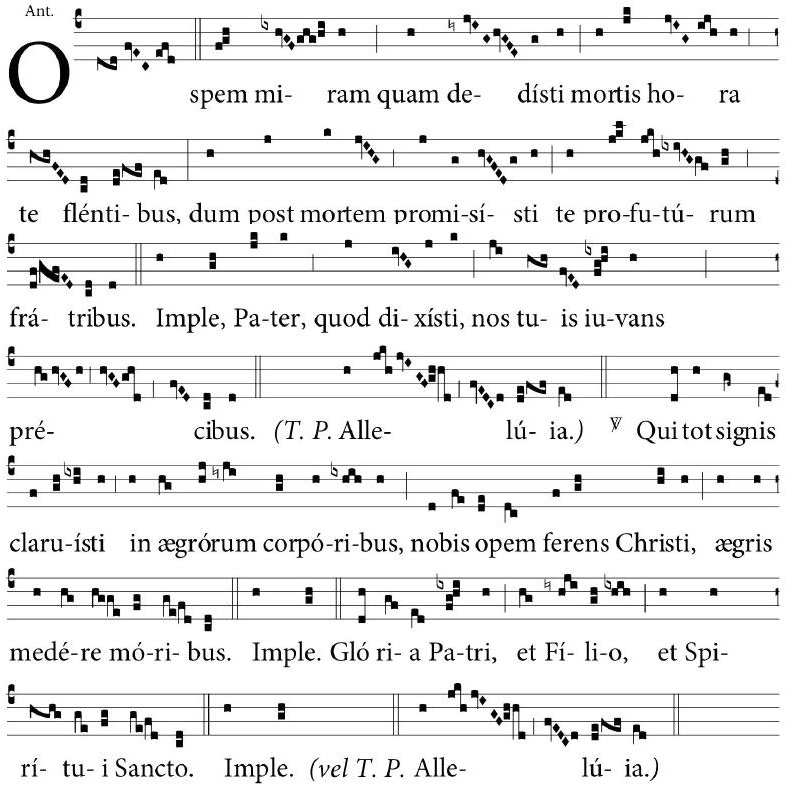 Ant.
O spem mi- ram quam de- dísti mortis ho- ra
te flénti- bus, dum post mortem promi-sí- sti te pro-fu-tú- rum
frá- tribus. Imple, Pa-ter, quod di- xísti, nos tu- is iu-vans
pré- cibus. (T. P. Alle- lú- ia.) ℣ Qui tot signis
claru-ísti in ægrórum corpó-ri-bus, nobis opem ferens Christi, ægris
medé-re mó-ri- bus. Imple. Gló ri- a Pa-tri, et Fí- li-o, et Spi-
rí- tu- i Sancto. Imple. (vel T. P. Alle- lú- ia.)